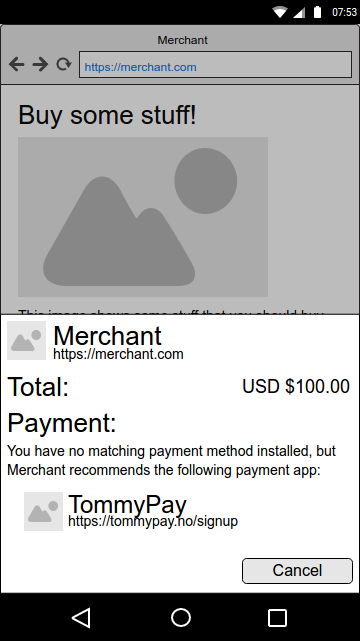 07:53
Merchant
https://merchant.com
Buy some stuff!
This image shows some stuff that you should buy
Merchant
https://merchant.com
Total:
USD $100.00
Payment:
You have no matching payment method installed, but
Merchant recommends the following payment app:
TommyPay
https://tommypay.no/signup
Cancel